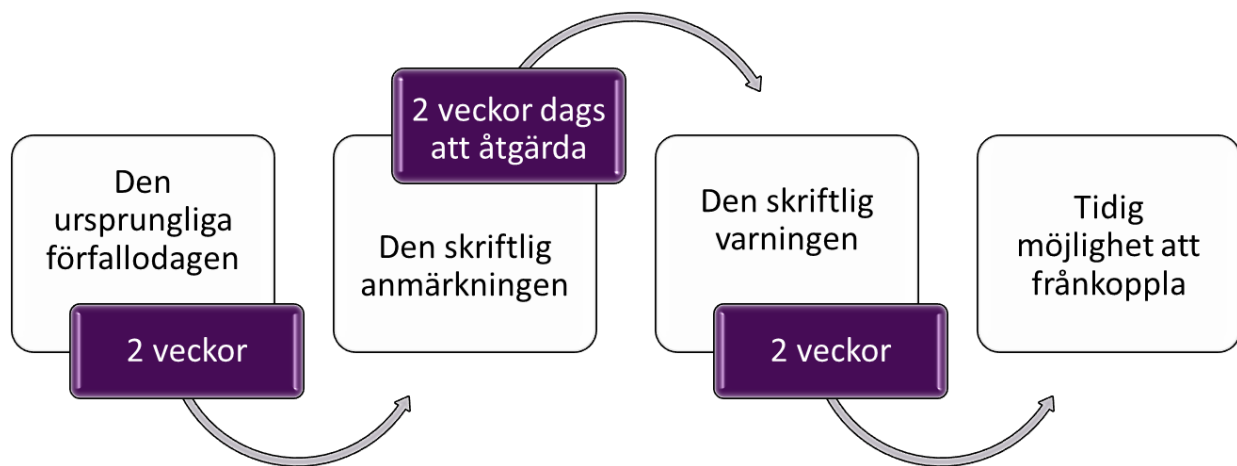 Den
ursprungliga
förfallodagen
2 veckor
Den skriftlig
anmärkningen
2 veckor dags
att åtgärda
Den skriftlig
varningen
2 veckor
Tidig
möjlighet att
frånkoppla